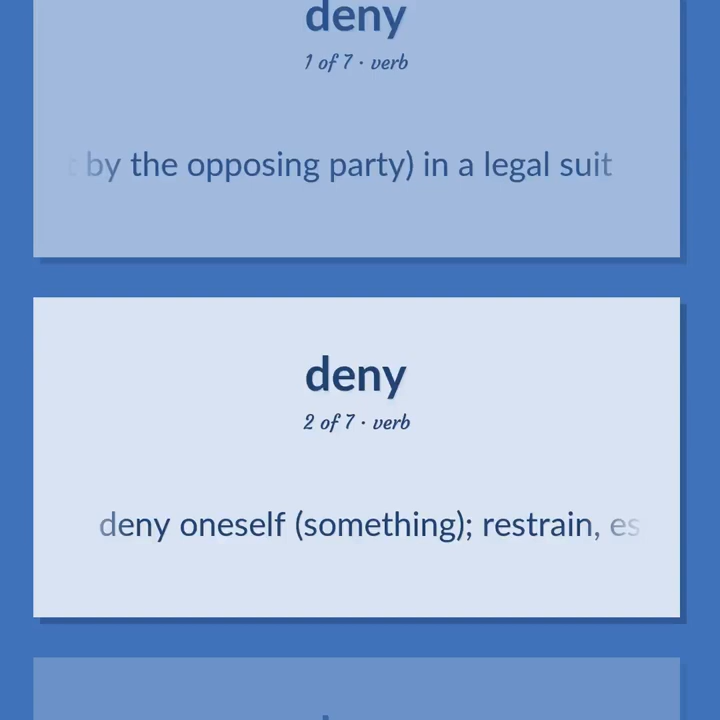 deny
1 of 7 · verb
by the opposing party) in a legal suit
deny
2 of 7 · verb
deny oneself (something); restrain, es